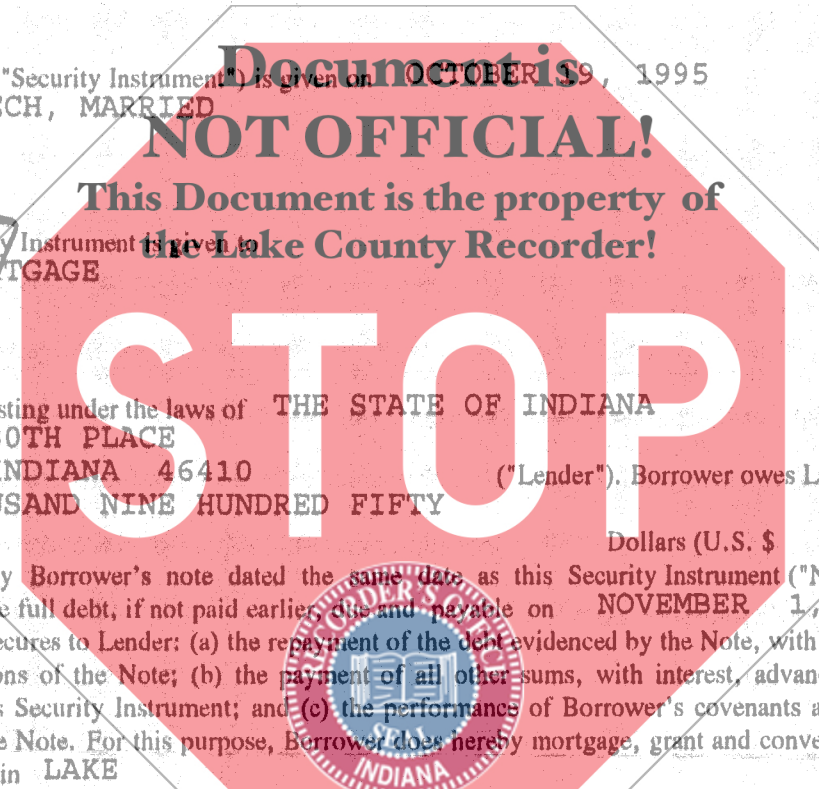 Document is
"Security Instrument") is given on OCTOBER 19, 1995
CH, MARRIED
NOT OFFICIAL!
This Document is the property of
y Instrument is given to
the Lake County Recorder!
TGAGE
STOP
sting under the laws of THE STATE OF INDIANA
0TH PLACE
NDIANA 46410 ("Lender"). Borrower owes L
USAND NINE HUNDRED FIFTY
Dollars (U.S. $
y Borrower's note dated the same date as this Security Instrument ("N
e full debt, if not paid earlier, due and payable on NOVEMBER 1,
ecures to Lender: (a) the repayment of the debt evidenced by the Note, with
ons of the Note; (b) the payment of all other sums, with interest, advan
s Security Instrument; and (c) the performance of Borrower's covenants a
e Note. For this purpose, Borrower does hereby mortgage, grant and conve
in LAKE
RECORDER'S OFFICE
SEAL
INDIANA